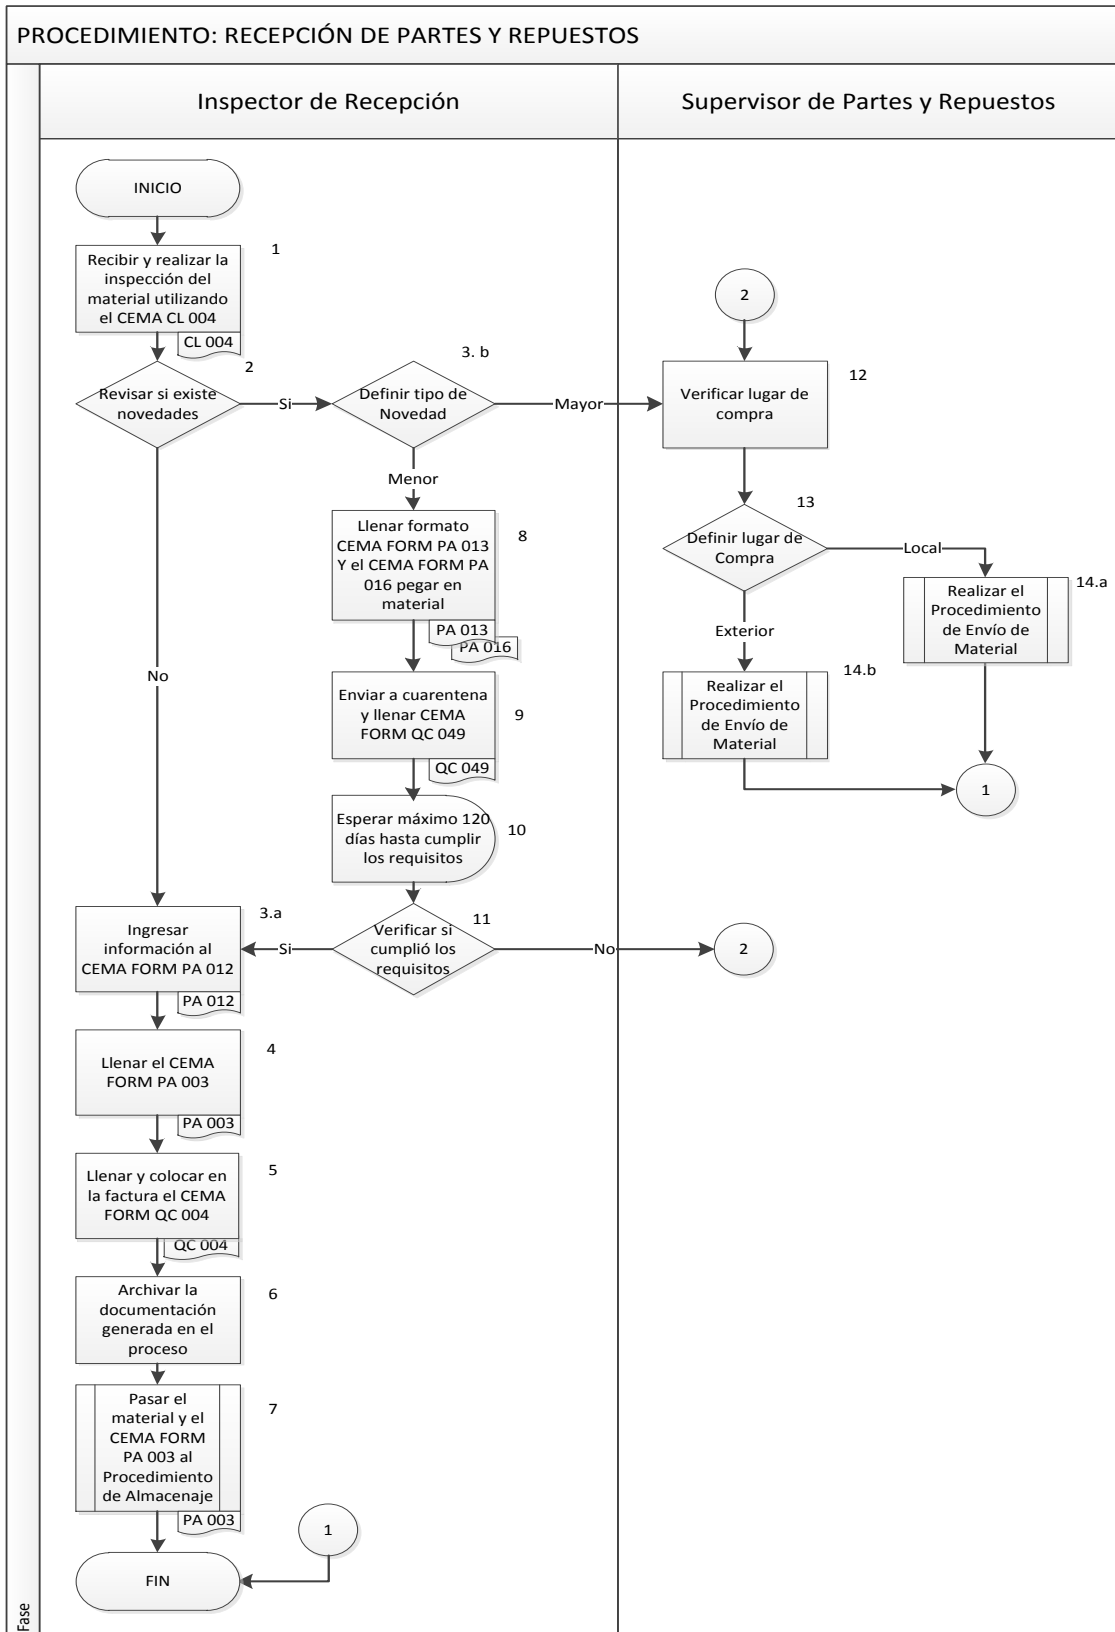 PROCEDIMIENTO: RECEPCIÓN DE PARTES Y REPUESTOS
Fase
Inspector de Recepción
Supervisor de Partes y Repuestos
INICIO
1
Recibir y realizar la
inspección del
material utilizando
el CEMA CL 004
CL 004
2
Revisar si existe
novedades
Si
No
3. b
Definir tipo de
Novedad
Mayor
Menor
8
Llenar formato
CEMA FORM PA 013
Y el CEMA FORM PA
016 pegar en
material
PA 013
PA 016
9
Enviar a cuarentena
y llenar CEMA
FORM QC 049
QC 049
10
Esperar máximo 120
días hasta cumplir
los requisitos
11
Verificar si
cumplió los
requisitos
Si
No
2
3.a
Ingresar
información al
CEMA FORM PA 012
PA 012
4
Llenar el CEMA
FORM PA 003
PA 003
5
Llenar y colocar en
la factura el CEMA
FORM QC 004
QC 004
6
Archivar la
documentación
generada en el
proceso
7
Pasar el
material y el
CEMA FORM
PA 003 al
Procedimiento
de Almacenaje
PA 003
1
FIN
2
12
Verificar lugar de
compra
13
Definir lugar de
Compra
Local
Exterior
14.a
Realizar el
Procedimiento
de Envío de
Material
14.b
Realizar el
Procedimiento
de Envío de
Material
1